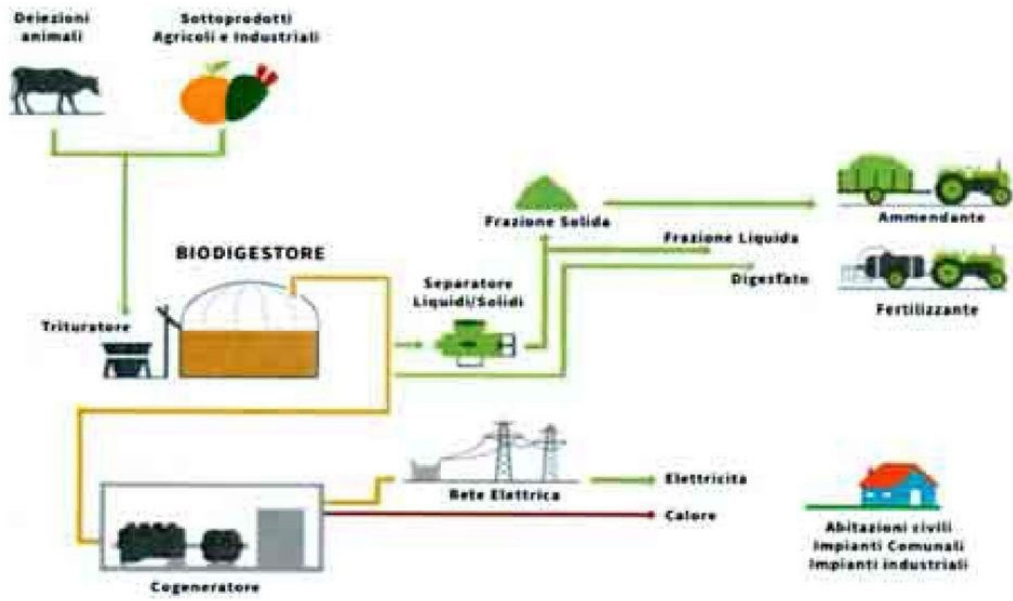 Deiezioni
animali
Sottoprodotti
Agricoli e Industriali
Frazione Solida
Ammendante
Frazione Liquida
BIODIGESTORE
Digestato
Separatore
Liquidi/Solidi
Fertilizzante
Trituratore
Elettricita
Rete Elettrica
Calore
Abitazioni civili
Impianti Comunali
Impianti industriali
Cogeneratore